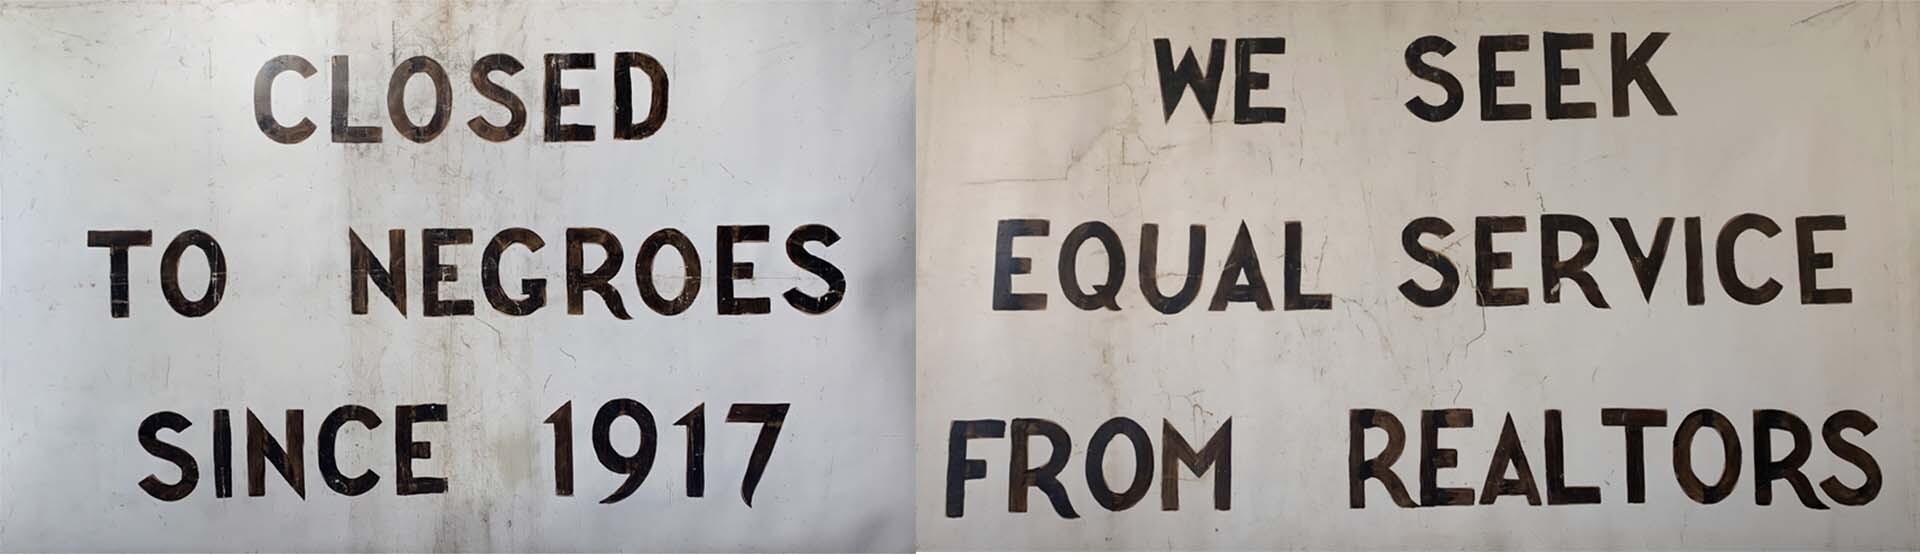 CLOSED
TO NEGROES
SINCE 1917
WE SEEK
EQUAL SERVICE
FROM REALTORS